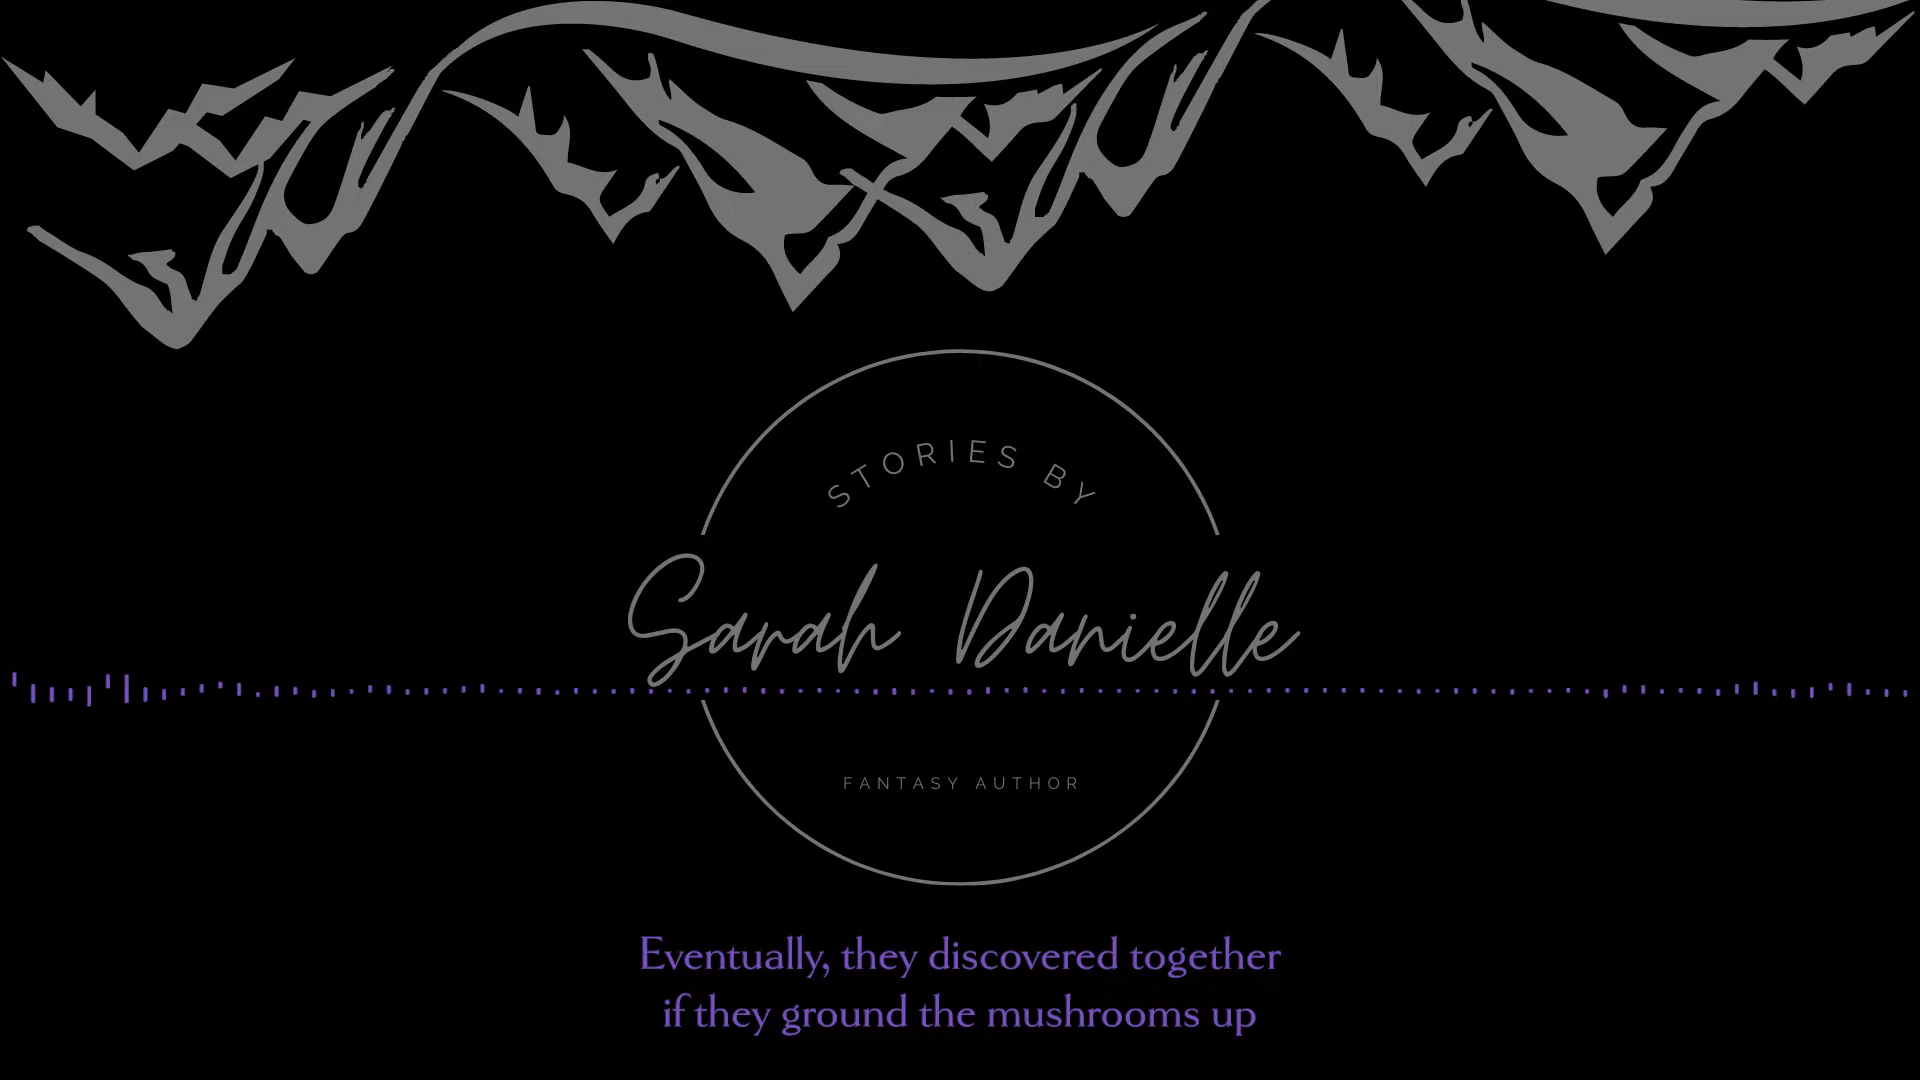 STORIES BY
Sarah Danielle
FANTASY AUTHOR
Eventually, they discovered together
if they ground the mushrooms up